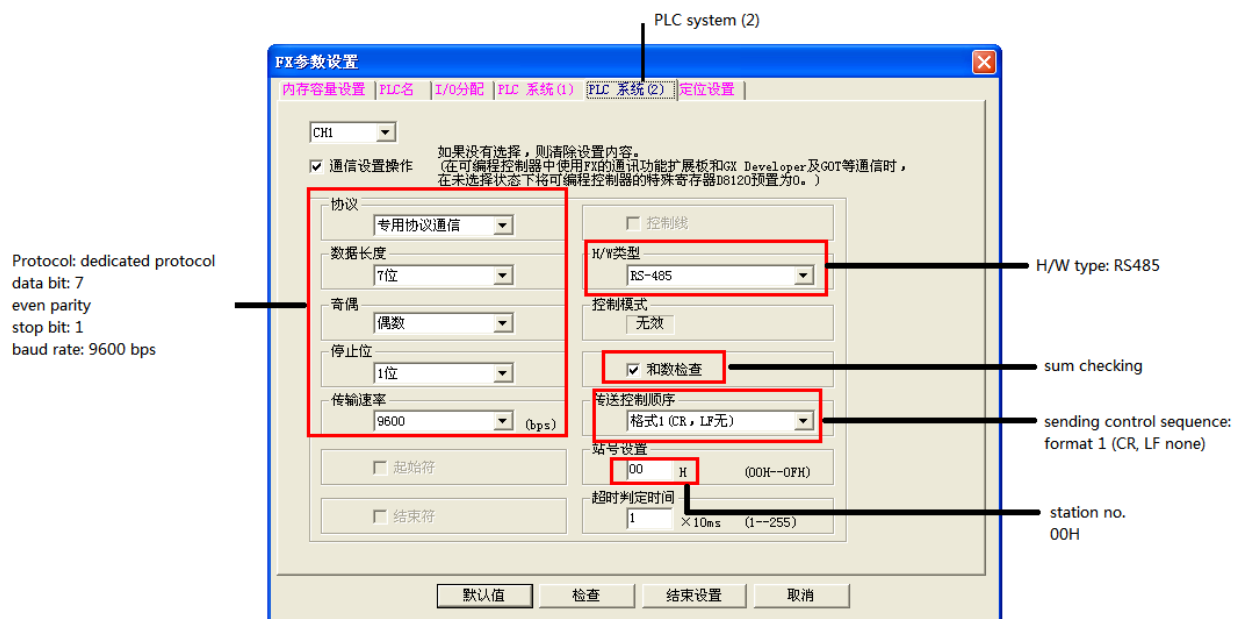 PLC system (2)
FX参数设置
内存容量设置 PLC名 I/O分配 PLC 系统(1) PLC 系统(2) 定位设置
CH1
通信设置操作
如果没有选择，则清除设置内容。
(在可编程控制器中使用FX的通讯功能扩展板和GX Developer及GOT等通信时，
在未选择状态下将可编程控制器的特殊寄存器D8120预置为0。)
协议
专用协议通信
控制线
数据长度
7位
H/W类型
RS-485
奇偶
偶数
控制模式
无效
停止位
1位
和数检查
传输速率
9600 (bps)
传送控制顺序
格式1(CR，LF无)
起始符
站号设置
00 H (00H--0FH)
结束符
超时判定时间
1 ×10ms (1--255)
默认值 检查 结束设置 取消
Protocol: dedicated protocol
data bit: 7
even parity
stop bit: 1
baud rate: 9600 bps
H/W type: RS485
sum checking
sending control sequence:
format 1 (CR, LF none)
station no.
00H